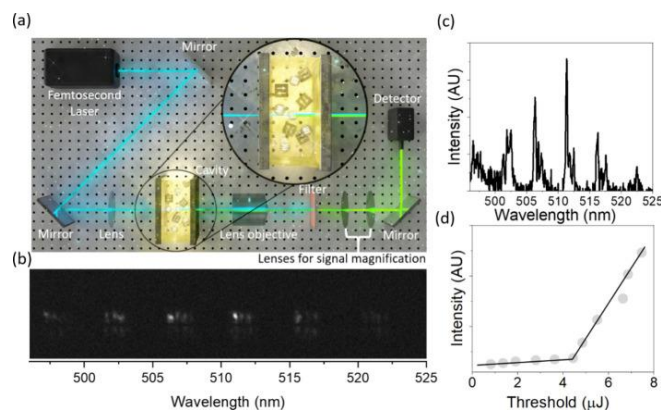 (a)
Mirror
Femtosecond
Laser
Detector
Cavity
Filter
Mirror
Lens
Lens objective
Mirror
Lenses for signal magnification
(b)
500 505 510 515 520 525
Wavelength (nm)
(c)
Intensity (AU)
500 505 510 515 520 525
Wavelength (nm)
(d)
Intensity (AU)
0 2 4 6 8
Threshold (μJ)